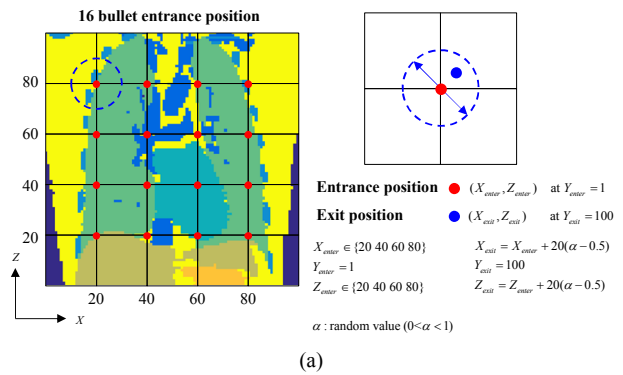 16 bullet entrance position
80
60
40
20
Z
X
20 40 60 80
Entrance position (X_enter, Z_enter) at Y_enter = 1
Exit position (X_exit, Z_exit) at Y_exit = 100
X_enter ∈{20 40 60 80} X_exit = X_enter + 20(α−0.5)
Y_enter = 1 Y_exit = 100
Z_enter ∈{20 40 60 80} Z_exit = Z_enter + 20(α−0.5)
α : random value (0<α<1)
(a)